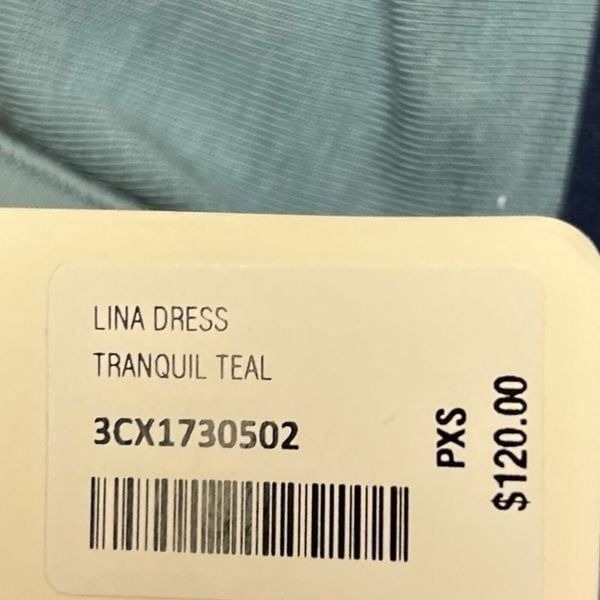 LINA DRESS
TRANQUIL TEAL
3CX1730502
PXS
$120.00